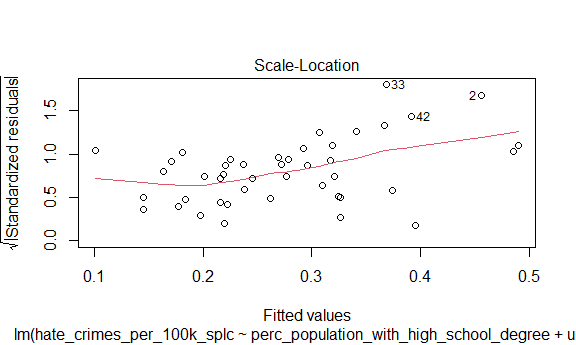 Scale-Location
√|Standardized residuals|
0.0 0.5 1.0 1.5
33
2
42
0.1 0.2 0.3 0.4 0.5
Fitted values
lm(hate_crimes_per_100k_splc ~ perc_population_with_high_school_degree + u